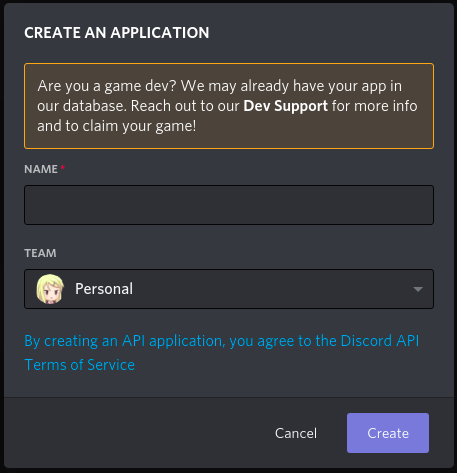 CREATE AN APPLICATION
Are you a game dev? We may already have your app in
our database. Reach out to our Dev Support for more info
and to claim your game!
NAME *
TEAM
Personal
By creating an API application, you agree to the Discord API
Terms of Service
Cancel
Create